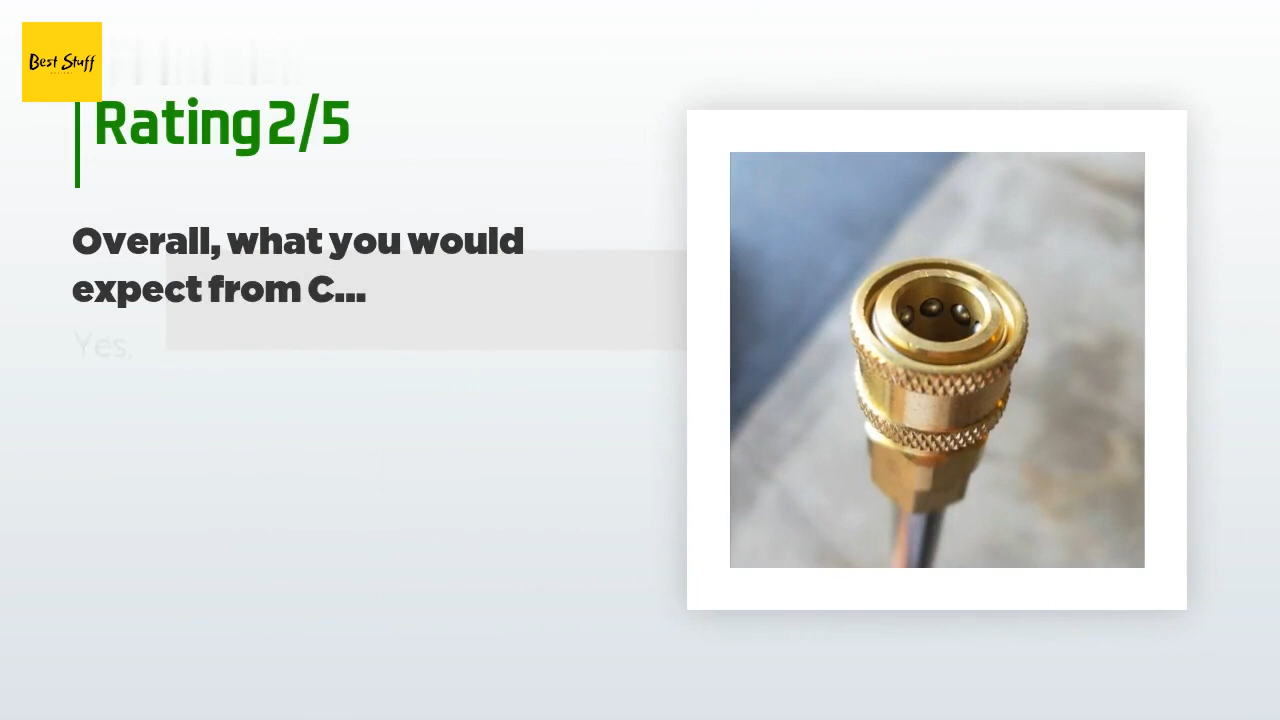 Best Stuff
Rating 2/5
Overall, what you would
expect from C...
Yes,